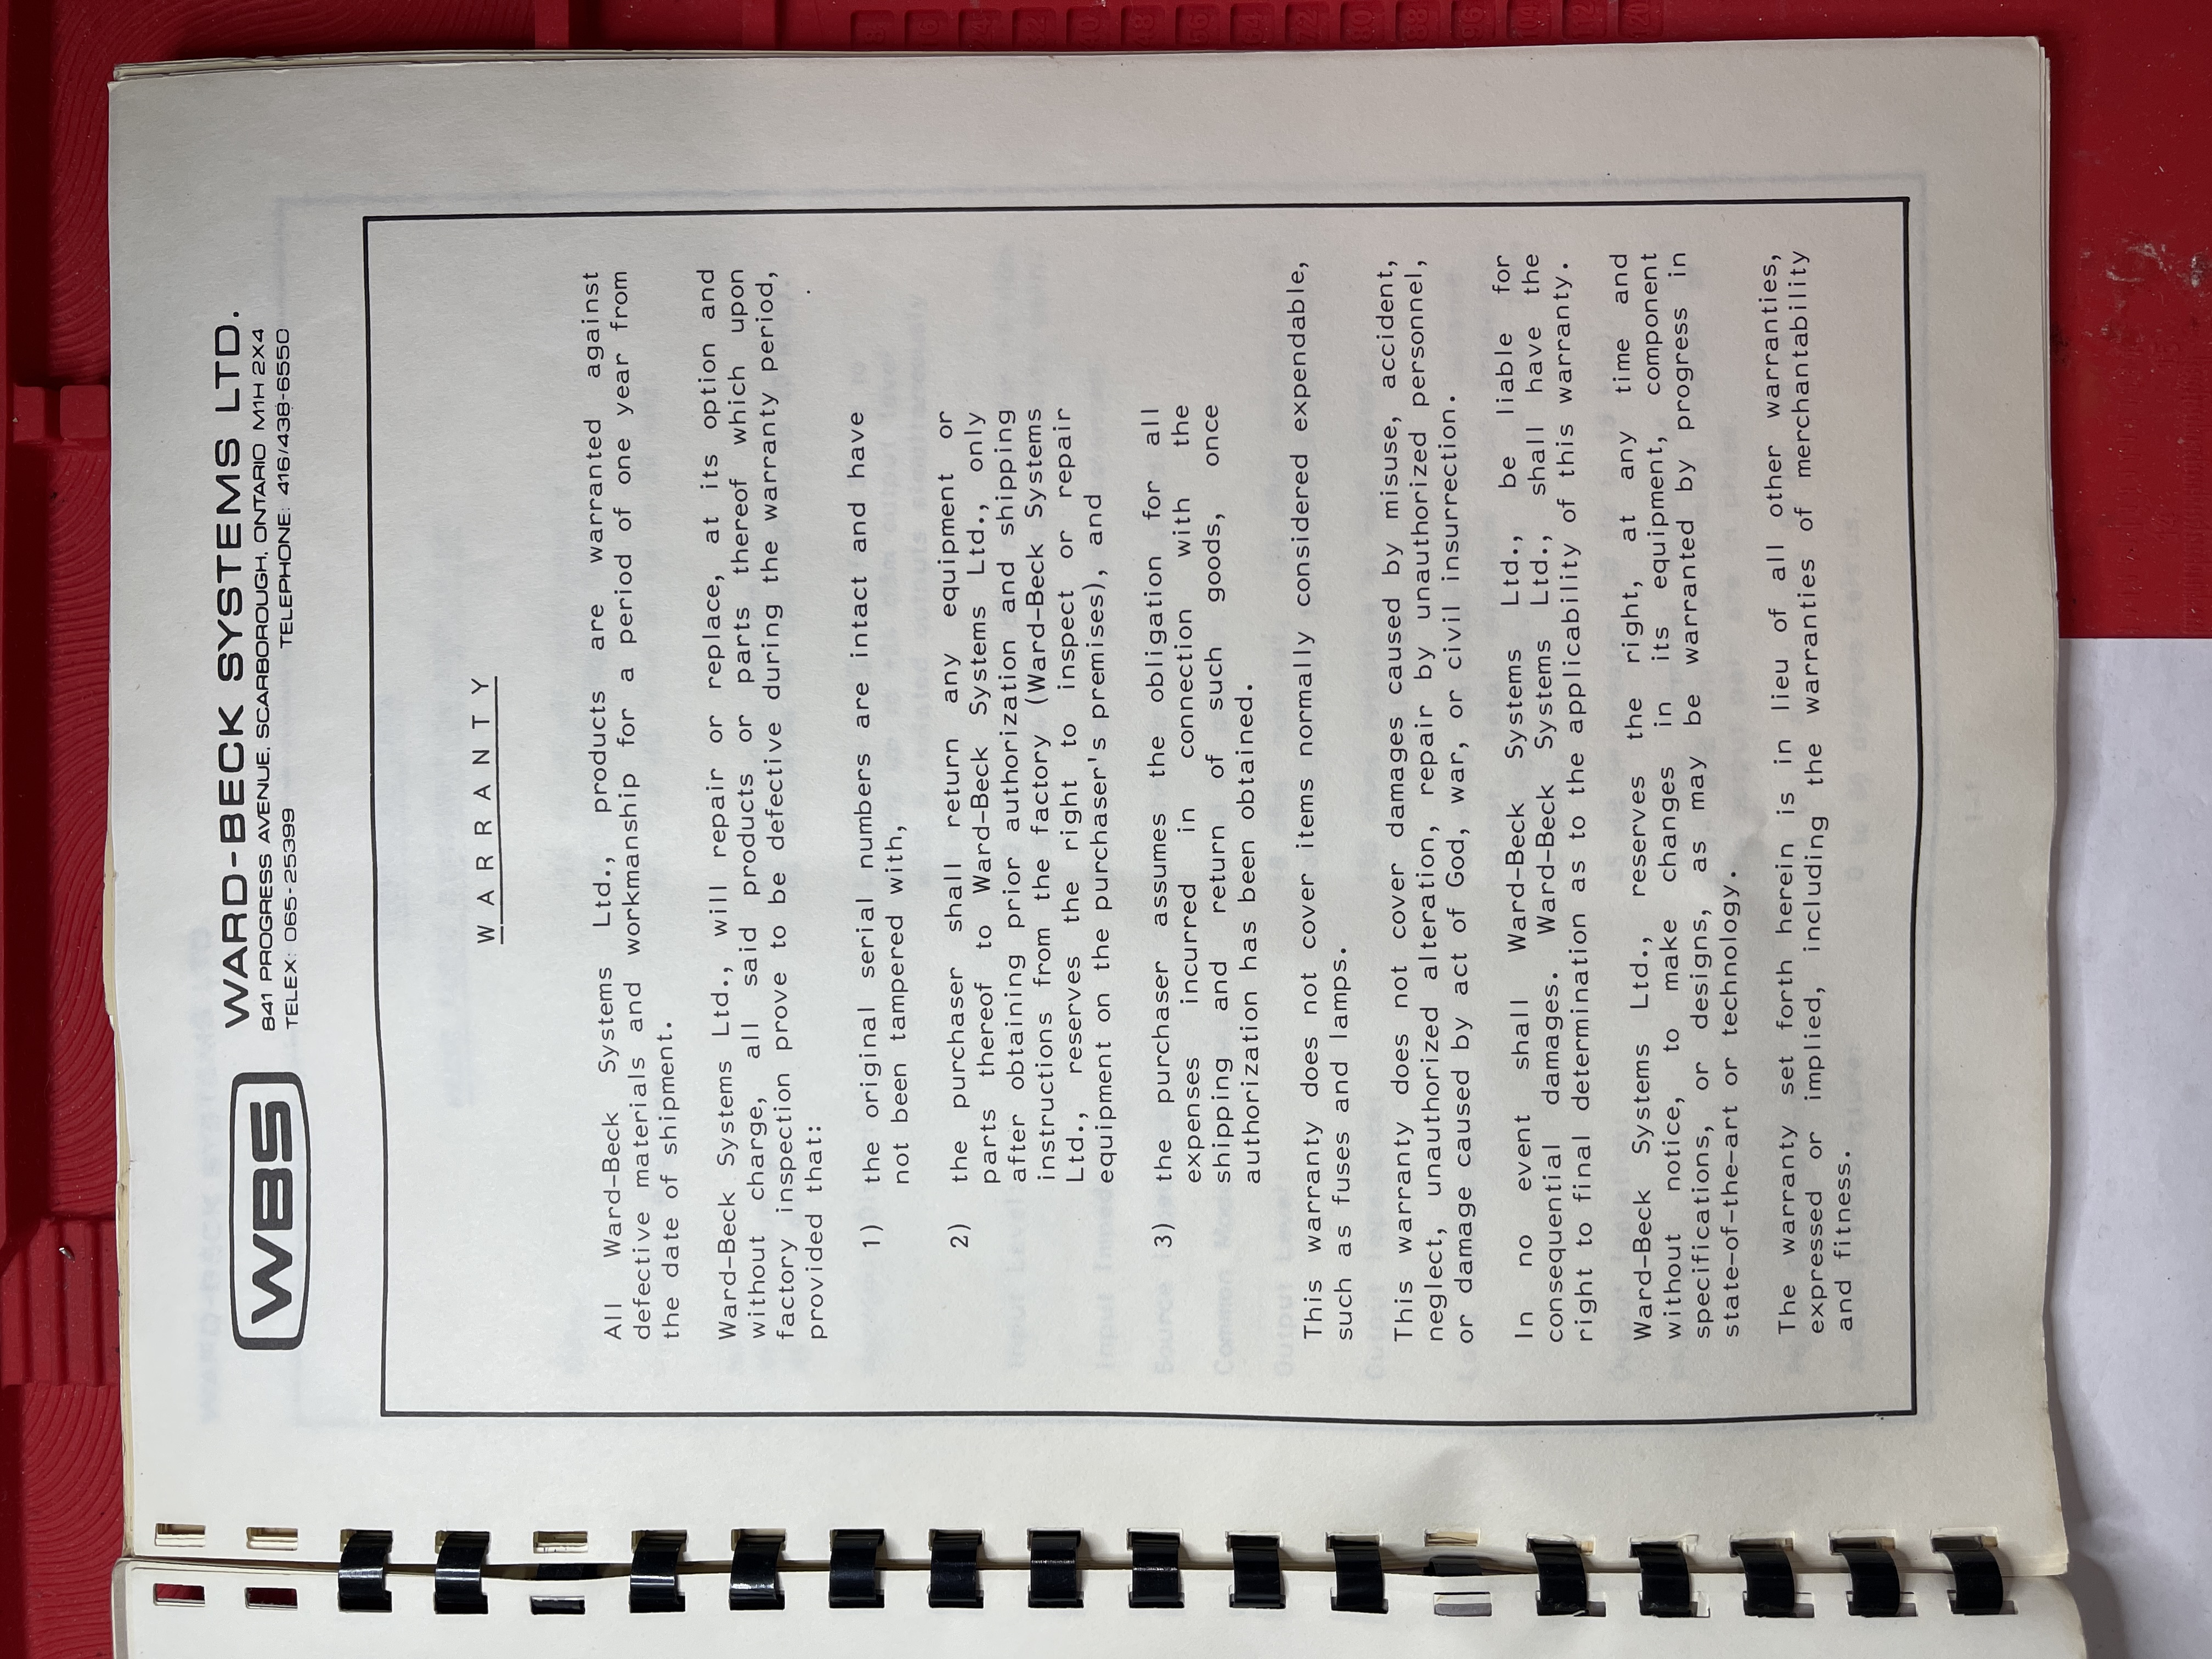 WBS
WARD-BECK SYSTEMS LTD.
841 PROGRESS AVENUE, SCARBOROUGH, ONTARIO M1H 2X4
TELEX: 065-25399 TELEPHONE: 416/438-6550
WARRANTY
All Ward-Beck Systems Ltd., products are warranted against
defective materials and workmanship for a period of one year from
the date of shipment.
Ward-Beck Systems Ltd., will repair or replace, at its option and
without charge, all said products or parts thereof which upon
factory inspection prove to be defective during the warranty period,
provided that:
1) the original serial numbers are intact and have
not been tampered with,
2) the purchaser shall return any equipment or
parts thereof to Ward-Beck Systems Ltd., only
after obtaining prior authorization and shipping
instructions from the factory (Ward-Beck Systems
Ltd., reserves the right to inspect or repair
equipment on the purchaser's premises), and
3) the purchaser assumes the obligation for all
expenses incurred in connection with the
shipping and return of such goods, once
authorization has been obtained.
This warranty does not cover items normally considered expendable,
such as fuses and lamps.
This warranty does not cover damages caused by misuse, accident,
neglect, unauthorized alteration, repair by unauthorized personnel,
or damage caused by act of God, war, or civil insurrection.
In no event shall Ward-Beck Systems Ltd., be liable for
consequential damages. Ward-Beck Systems Ltd., shall have the
right to final determination as to the applicability of this warranty.
Ward-Beck Systems Ltd., reserves the right, at any time and
without notice, to make changes in its equipment, component
specifications, or designs, as may be warranted by progress in
state-of-the-art or technology.
The warranty set forth herein is in lieu of all other warranties,
expressed or implied, including the warranties of merchantability
and fitness.